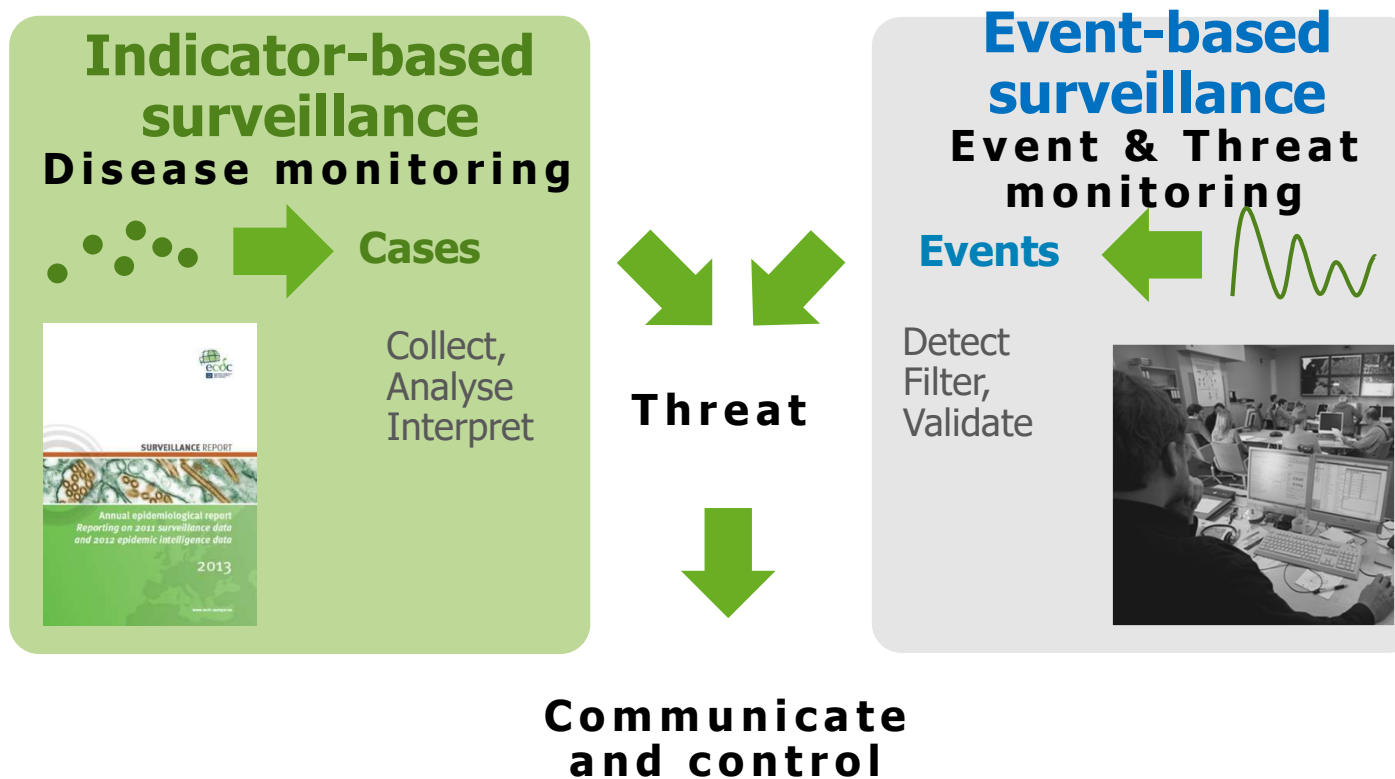 Indicator-based
surveillance
Disease monitoring
Cases
Collect,
Analyse
Interpret
ecdc
SURVEILLANCE REPORT
Annual epidemiological report
Reporting on 2011 surveillance data
and 2012 epidemic intelligence data
2013
Threat
Communicate
and control
Event-based
surveillance
Event & Threat
monitoring
Events
Detect
Filter,
Validate